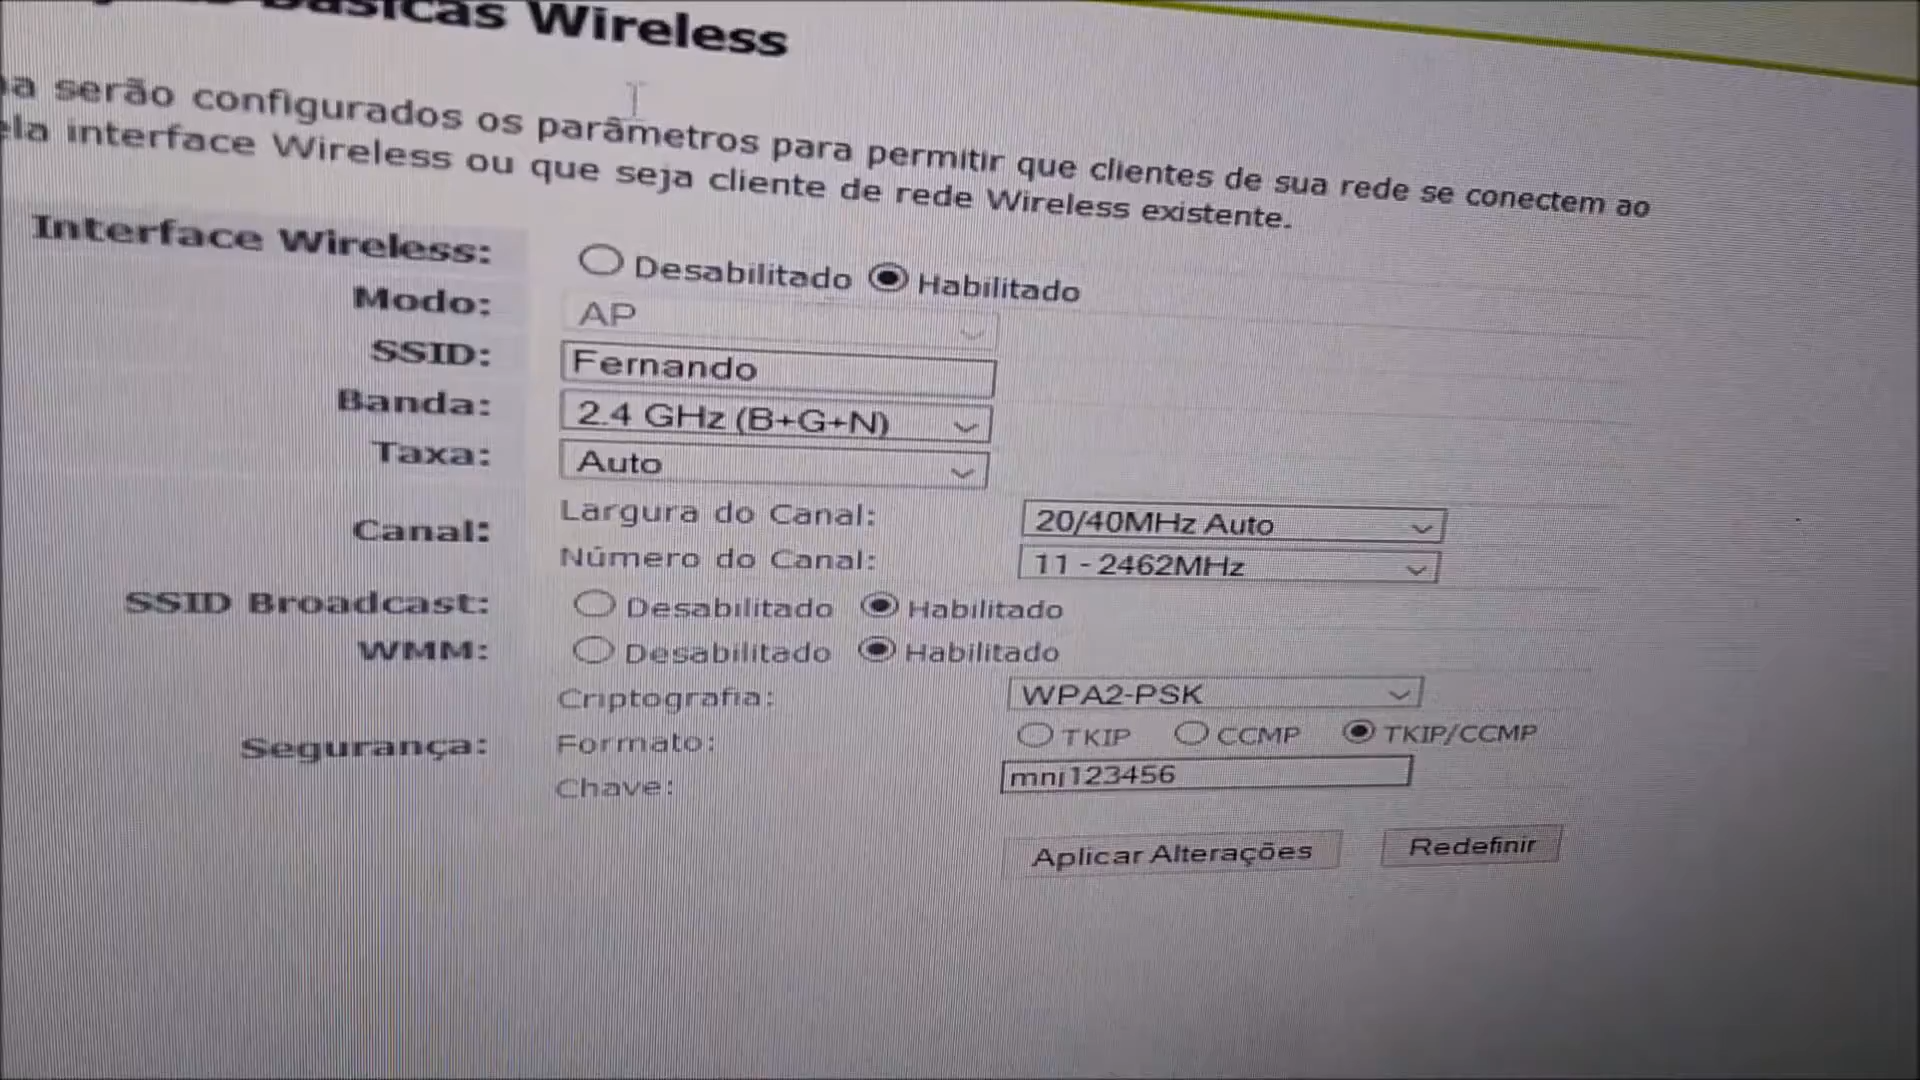 Básicas Wireless
serão configurados os parâmetros para permitir que clientes de sua rede se conectem ao
interface Wireless ou que seja cliente de rede Wireless existente.
Interface Wireless: Desabilitado Habilitado
Modo: AP
SSID: Fernando
Banda: 2.4 GHz (B+G+N)
Taxa: Auto
Canal: Largura do Canal: 20/40MHz Auto
Número do Canal: 11 - 2462MHz
SSID Broadcast: Desabilitado Habilitado
WMM: Desabilitado Habilitado
Segurança: Criptografia: WPA2-PSK
Formato: TKIP CCMP TKIP/CCMP
Chave: mnj123456
Aplicar Alterações Redefinir